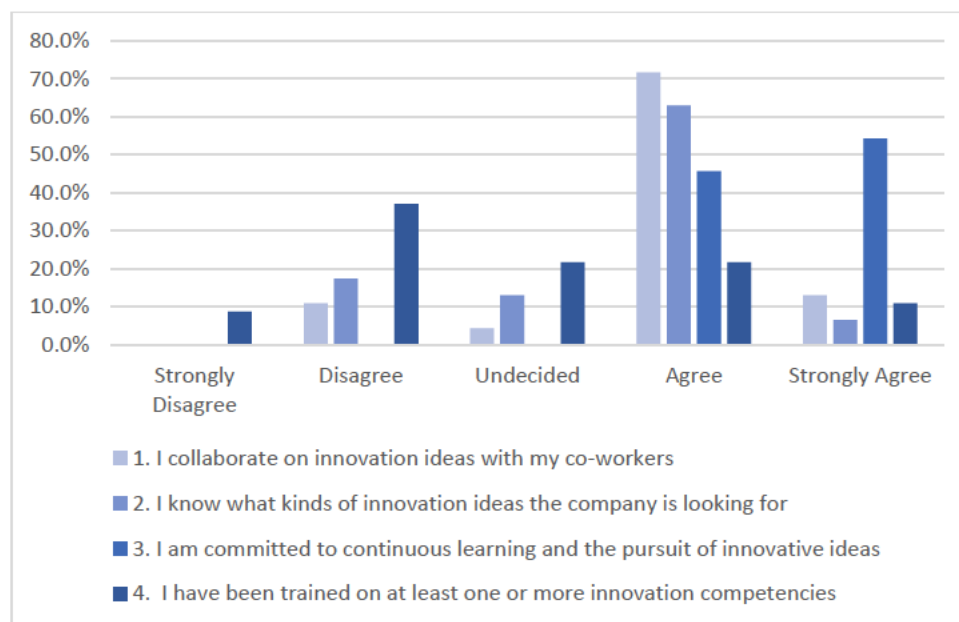 80.0%
70.0%
60.0%
50.0%
40.0%
30.0%
20.0%
10.0%
0.0%
Strongly Disagree
Disagree
Undecided
Agree
Strongly Agree
1. I collaborate on innovation ideas with my co-workers
2. I know what kinds of innovation ideas the company is looking for
3. I am committed to continuous learning and the pursuit of innovative ideas
4. I have been trained on at least one or more innovation competencies